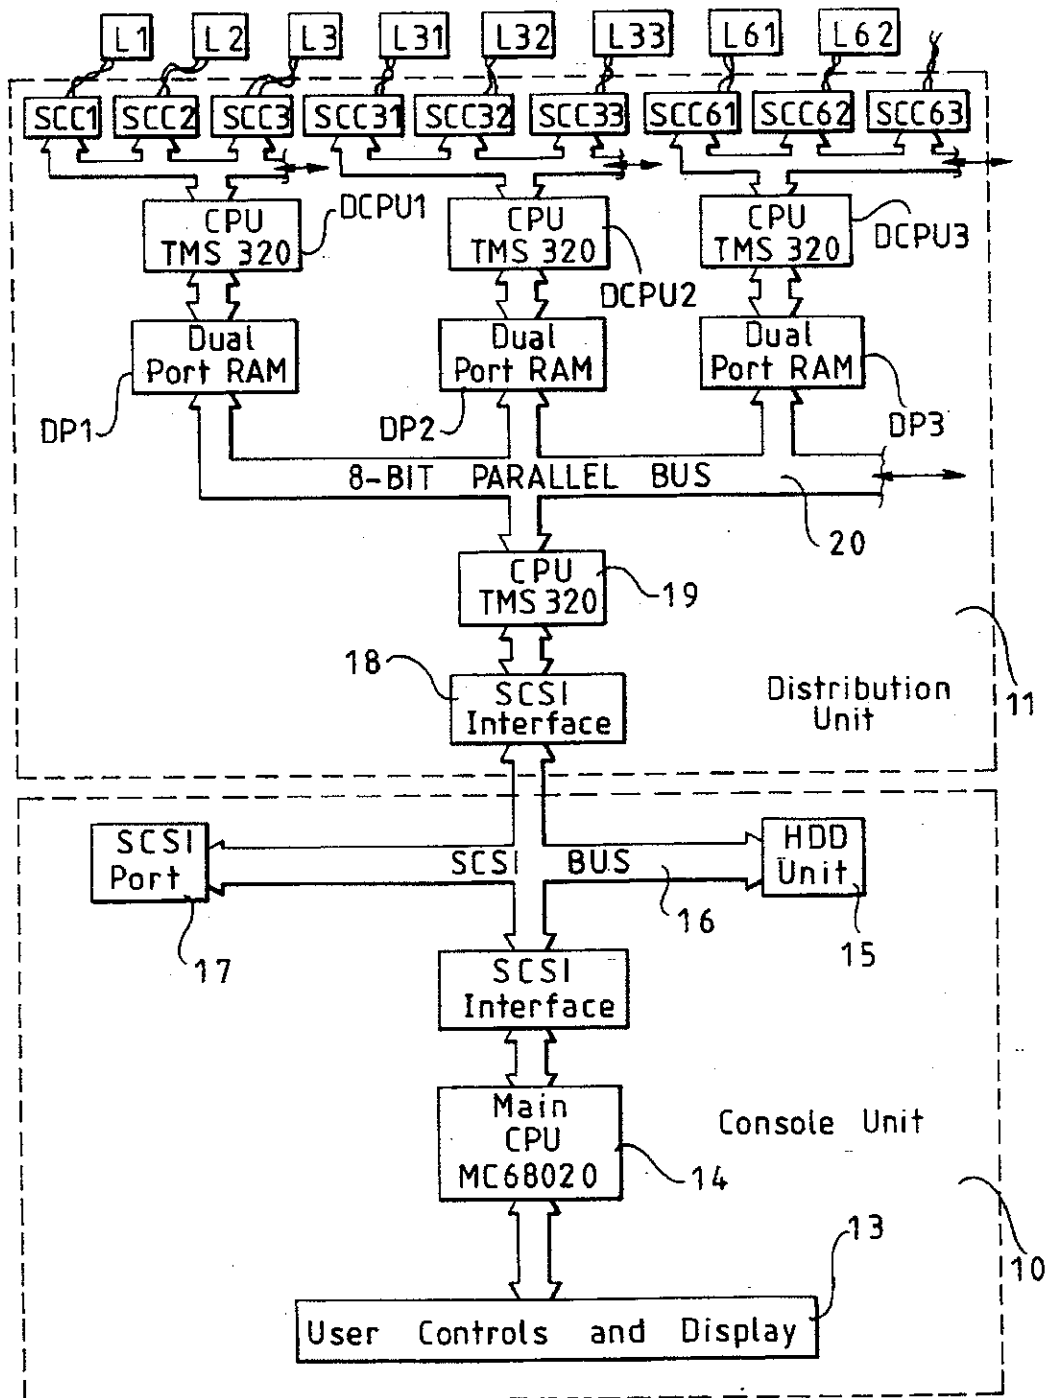 L1 L2 L3 L31 L32 L33 L61 L62
SCC1 SCC2 SCC3 SCC31 SCC32 SCC33 SCC61 SCC62 SCC63
CPU
TMS 320
DCPU1
CPU
TMS 320
DCPU2
CPU
TMS 320
DCPU3
Dual
Port RAM
DP1
Dual
Port RAM
DP2
Dual
Port RAM
DP3
8-BIT PARALLEL BUS
20
CPU
TMS 320
19
18
SCSI
Interface
Distribution
Unit
11
SCSI
Port
17
SCSI BUS
16
HDD
Unit
15
SCSI
Interface
Main
CPU
MC68020
14
Console Unit
10
13
User Controls and Display